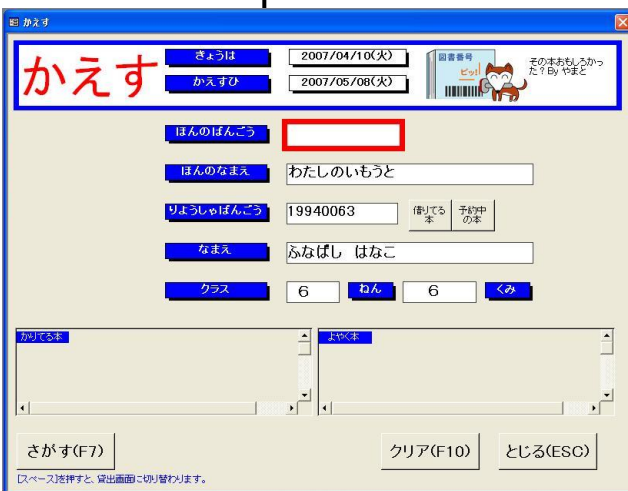 かえす
かえす
きょうは 2007/04/10(火)
かえすひ 2007/05/08(火)
図書番号
ピッ!
その本おもしろかっ
た？By やまと
ほんのばんごう
ほんのなまえ わたしのいもうと
りようしゃばんごう 19940063
借りてる
本
予約中
の本
なまえ ふなばし はなこ
クラス 6 ねん 6 くみ
かりてる本 よやく本
さがす(F7) クリア(F10) とじる(ESC)
[スペース]を押すと、貸出画面に切り替わります。